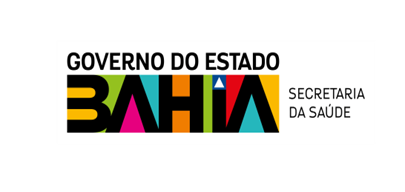 GOVERNO DO ESTADO
BAHIA
SECRETARIA
DA SAÚDE